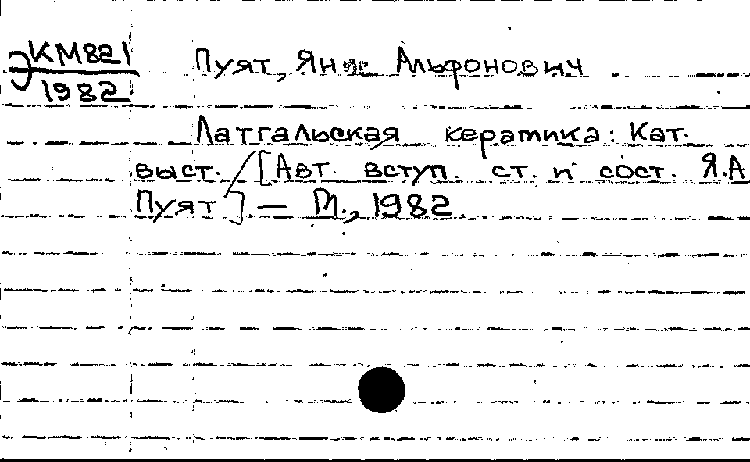 ЭКМ821
1982
Пуят, Янис Альфонович
Латгальская керамика: Кат.
выст. / [Авт. вступ. ст. и сост. Я.А
Пуят]. — М., 1982